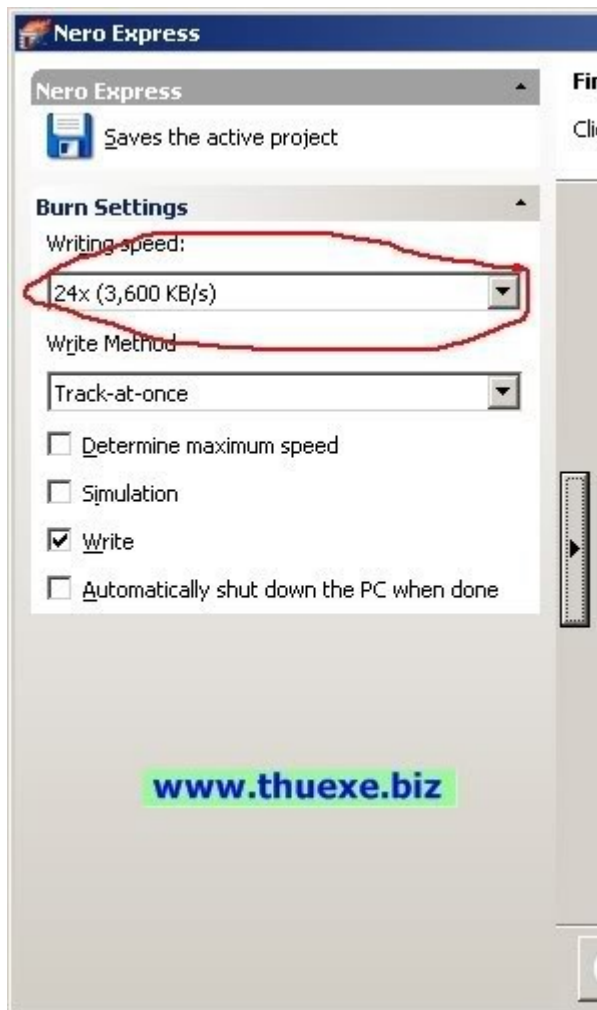 Nero Express
Nero Express
Saves the active project
Burn Settings
Writing speed:
24x (3,600 KB/s)
Write Method
Track-at-once
Determine maximum speed
Simulation
Write
Automatically shut down the PC when done
www.thuexe.biz